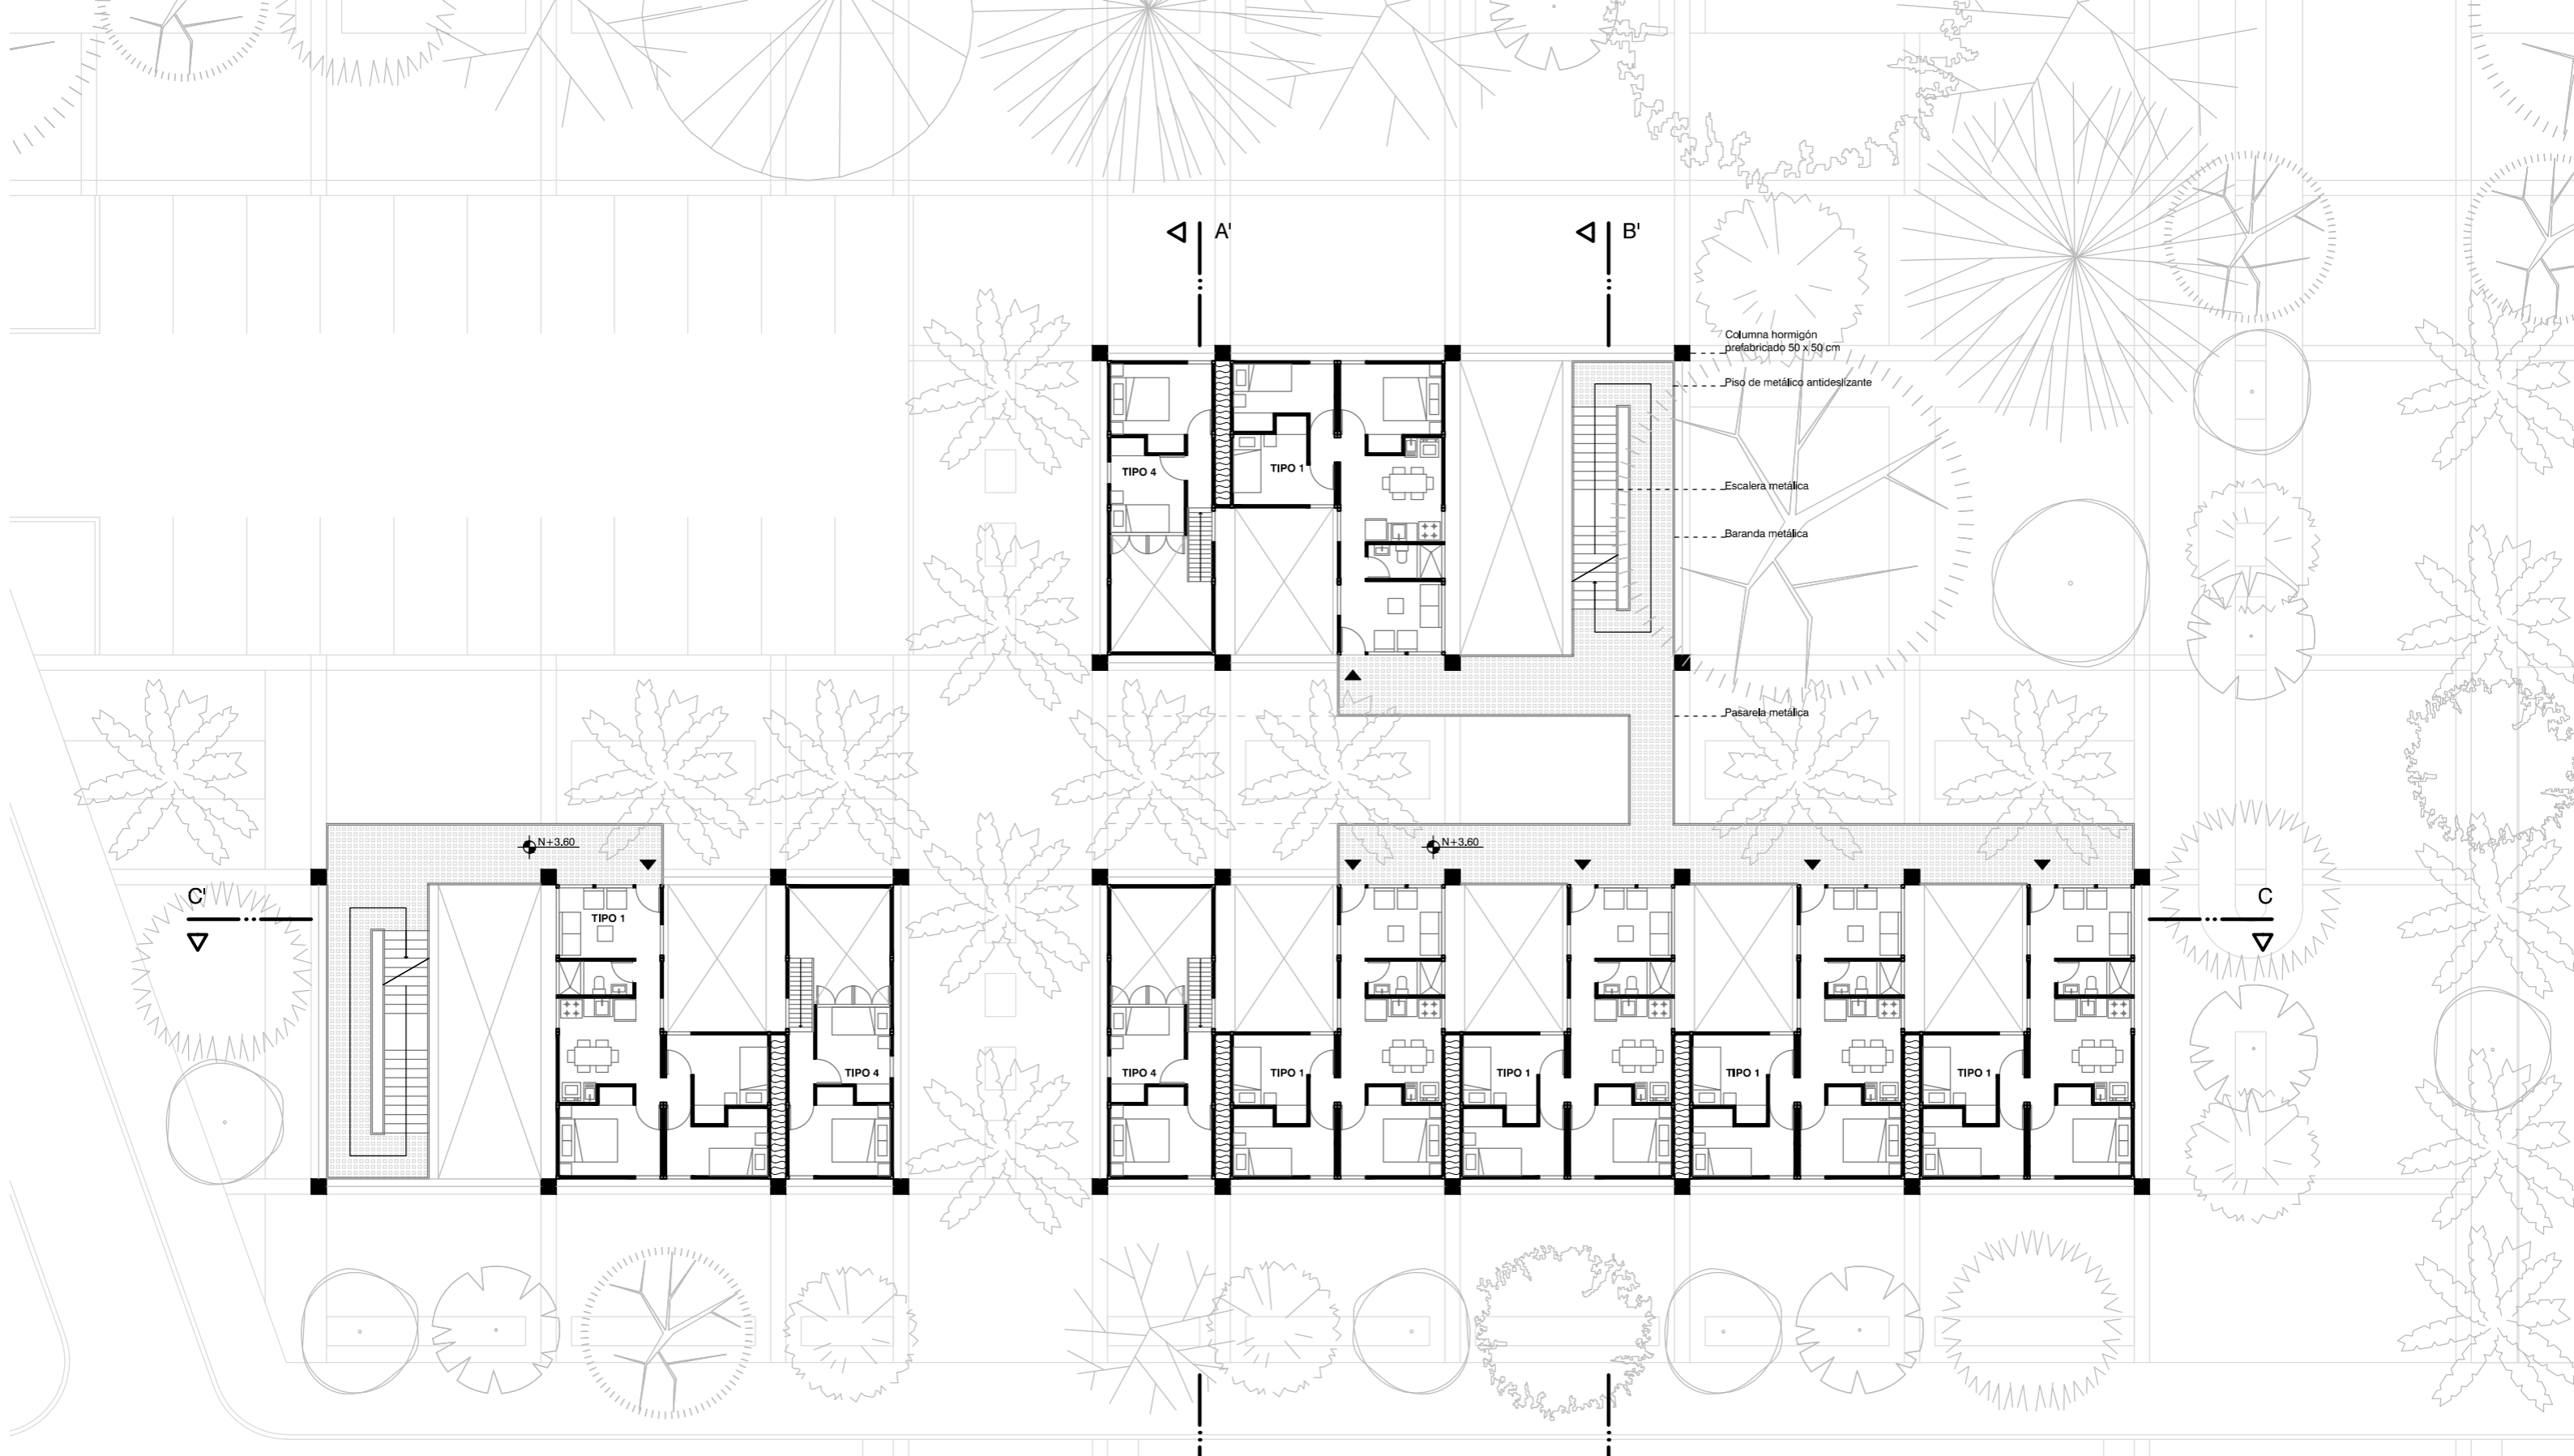 A'
B'
Columna hormigón
prefabricado 50 x 50 cm
Piso de metálico antideslizante
TIPO 4
TIPO 1
Escalera metálica
Baranda metálica
Pasarela metálica
N+3.60
N+3.60
C'
TIPO 1
C
TIPO 4
TIPO 4
TIPO 1
TIPO 1
TIPO 1
TIPO 1